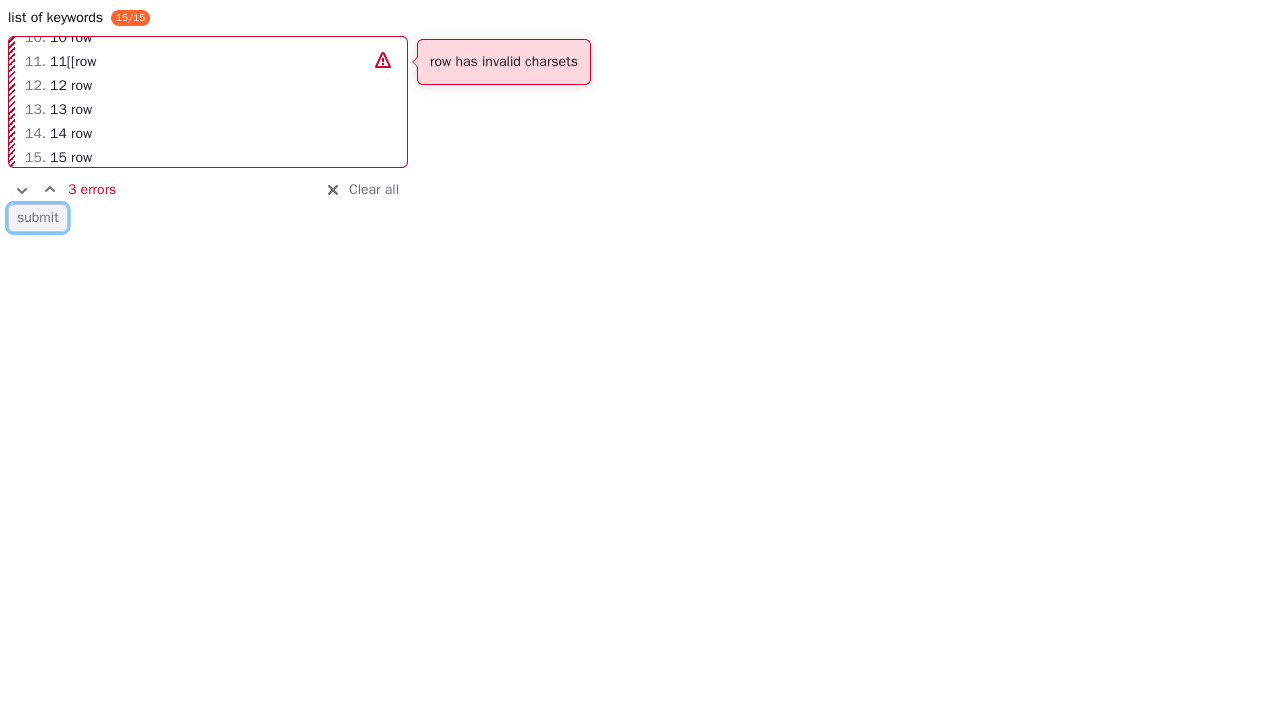 list of keywords 15/15
10. 10 row
11. 11[[row
row has invalid charsets
12. 12 row
13. 13 row
14. 14 row
15. 15 row
3 errors
Clear all
submit